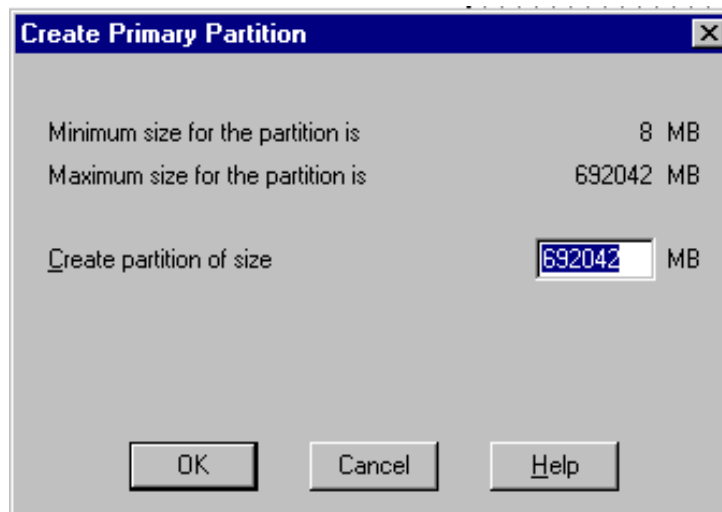 Create Primary Partition
Minimum size for the partition is 8 MB
Maximum size for the partition is 692042 MB
Create partition of size 692042 MB
OK Cancel Help